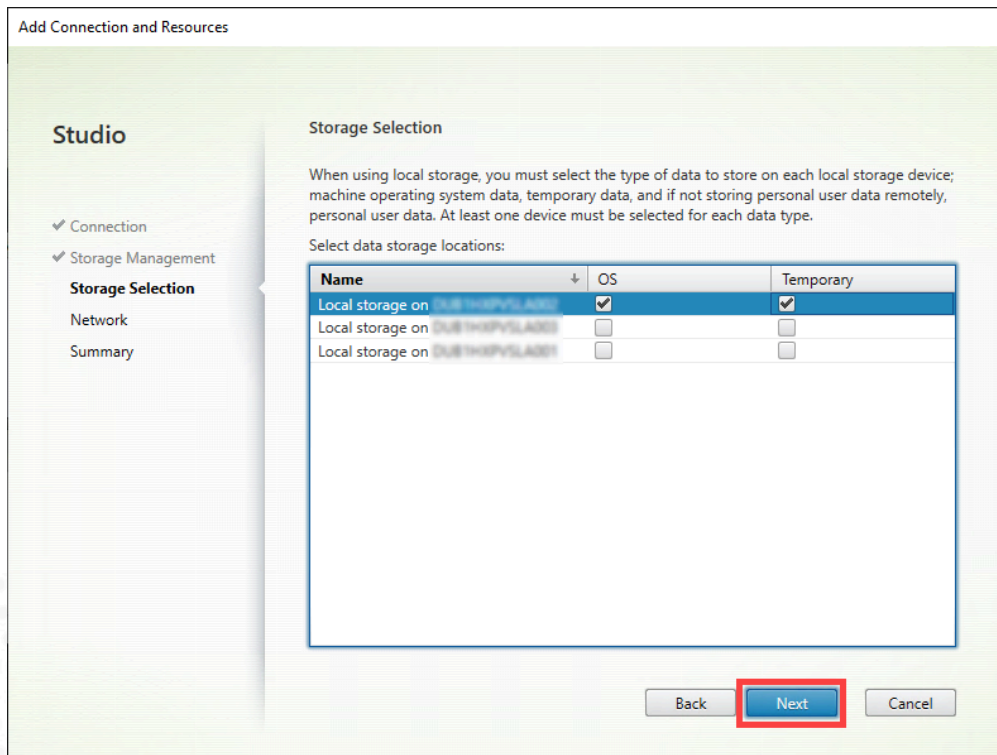 Add Connection and Resources
Studio
Connection
Storage Management
Storage Selection
Network
Summary
Storage Selection
When using local storage, you must select the type of data to store on each local storage device;
machine operating system data, temporary data, and if not storing personal user data remotely,
personal user data. At least one device must be selected for each data type.
Select data storage locations:
Name OS Temporary
Local storage on
Local storage on
Local storage on
Back Next Cancel